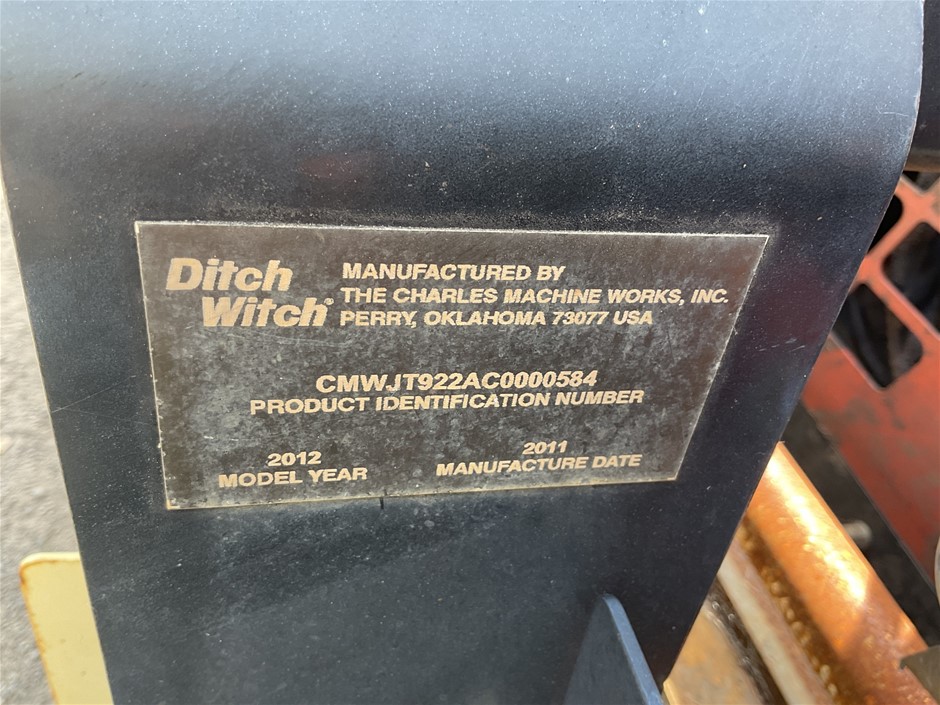 Ditch Witch®
MANUFACTURED BY
THE CHARLES MACHINE WORKS, INC.
PERRY, OKLAHOMA 73077 USA
CMWJT922AC0000584
PRODUCT IDENTIFICATION NUMBER
2012
MODEL YEAR
2011
MANUFACTURE DATE